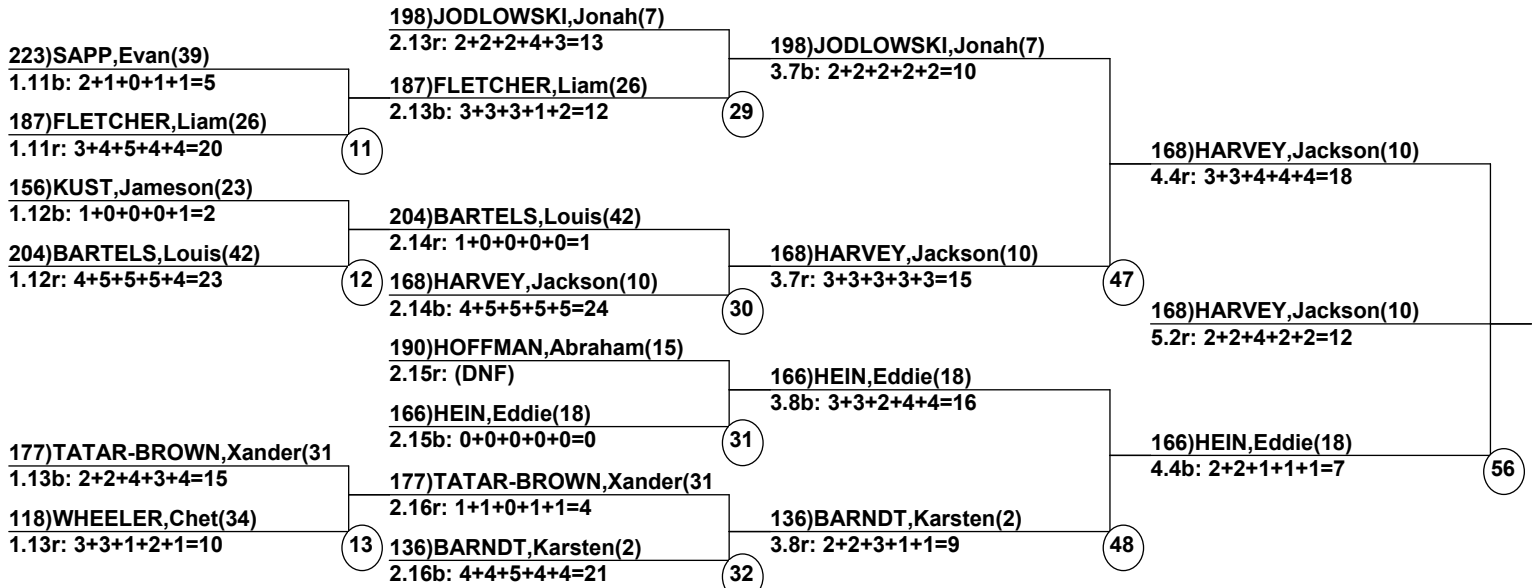 223)SAPP,Evan(39)
1.11b: 2+1+0+1+1=5
187)FLETCHER,Liam(26)
1.11r: 3+4+5+4+4=20
11
156)KUST,Jameson(23)
1.12b: 1+0+0+0+1=2
204)BARTELS,Louis(42)
1.12r: 4+5+5+5+4=23
12
177)TATAR-BROWN,Xander(31
1.13b: 2+2+4+3+4=15
118)WHEELER,Chet(34)
1.13r: 3+3+1+2+1=10
13
198)JODLOWSKI,Jonah(7)
2.13r: 2+2+2+4+3=13
187)FLETCHER,Liam(26)
2.13b: 3+3+3+1+2=12
29
204)BARTELS,Louis(42)
2.14r: 1+0+0+0+0=1
168)HARVEY,Jackson(10)
2.14b: 4+5+5+5+5=24
30
190)HOFFMAN,Abraham(15)
2.15r: (DNF)
166)HEIN,Eddie(18)
2.15b: 0+0+0+0+0=0
31
177)TATAR-BROWN,Xander(31
2.16r: 1+1+0+1+1=4
136)BARNDT,Karsten(2)
2.16b: 4+4+5+4+4=21
32
198)JODLOWSKI,Jonah(7)
3.7b: 2+2+2+2+2=10
168)HARVEY,Jackson(10)
3.7r: 3+3+3+3+3=15
47
166)HEIN,Eddie(18)
3.8b: 3+3+2+4+4=16
136)BARNDT,Karsten(2)
3.8r: 2+2+3+1+1=9
48
168)HARVEY,Jackson(10)
4.4r: 3+3+4+4+4=18
166)HEIN,Eddie(18)
4.4b: 2+2+1+1+1=7
56
168)HARVEY,Jackson(10)
5.2r: 2+2+4+2+2=12